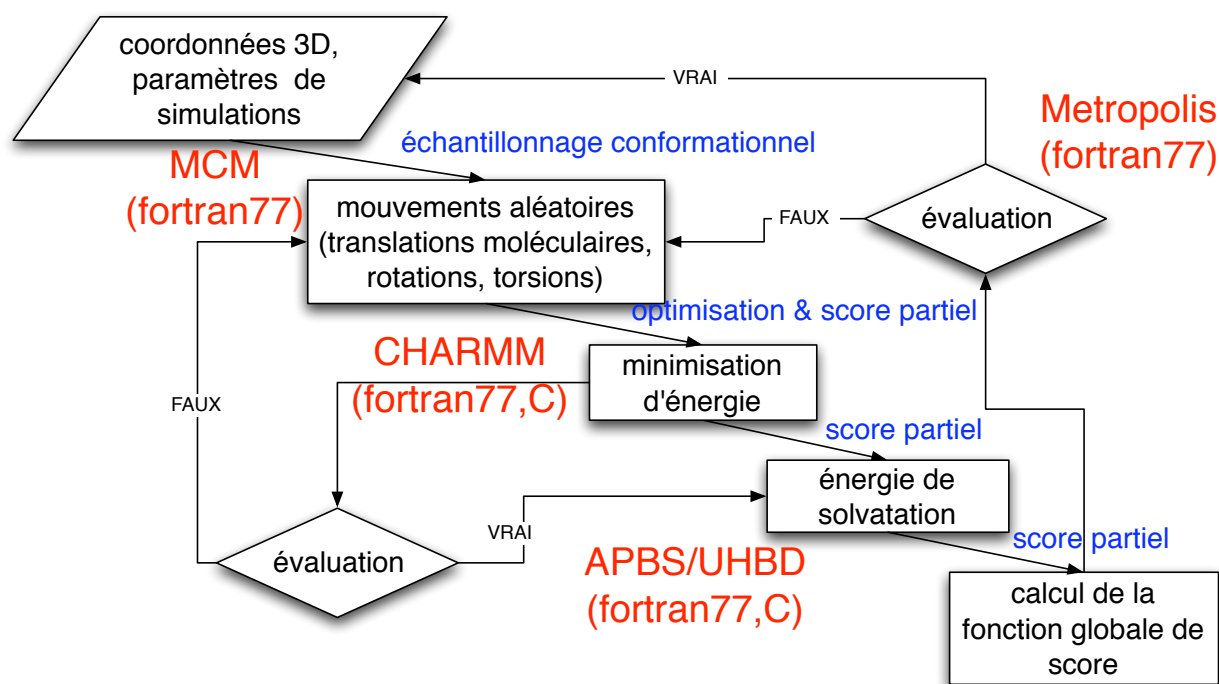 coordonnées 3D,
paramètres de
simulations
VRAI
Metropolis
(fortran77)
échantillonnage conformationnel
MCM
(fortran77)
mouvements aléatoires
(translations moléculaires,
rotations, torsions)
FAUX
évaluation
optimisation & score partiel
CHARMM
(fortran77,C)
minimisation
d'énergie
FAUX
score partiel
énergie de
solvatation
évaluation
VRAI
APBS/UHBD
(fortran77,C)
score partiel
calcul de la
fonction globale de
score